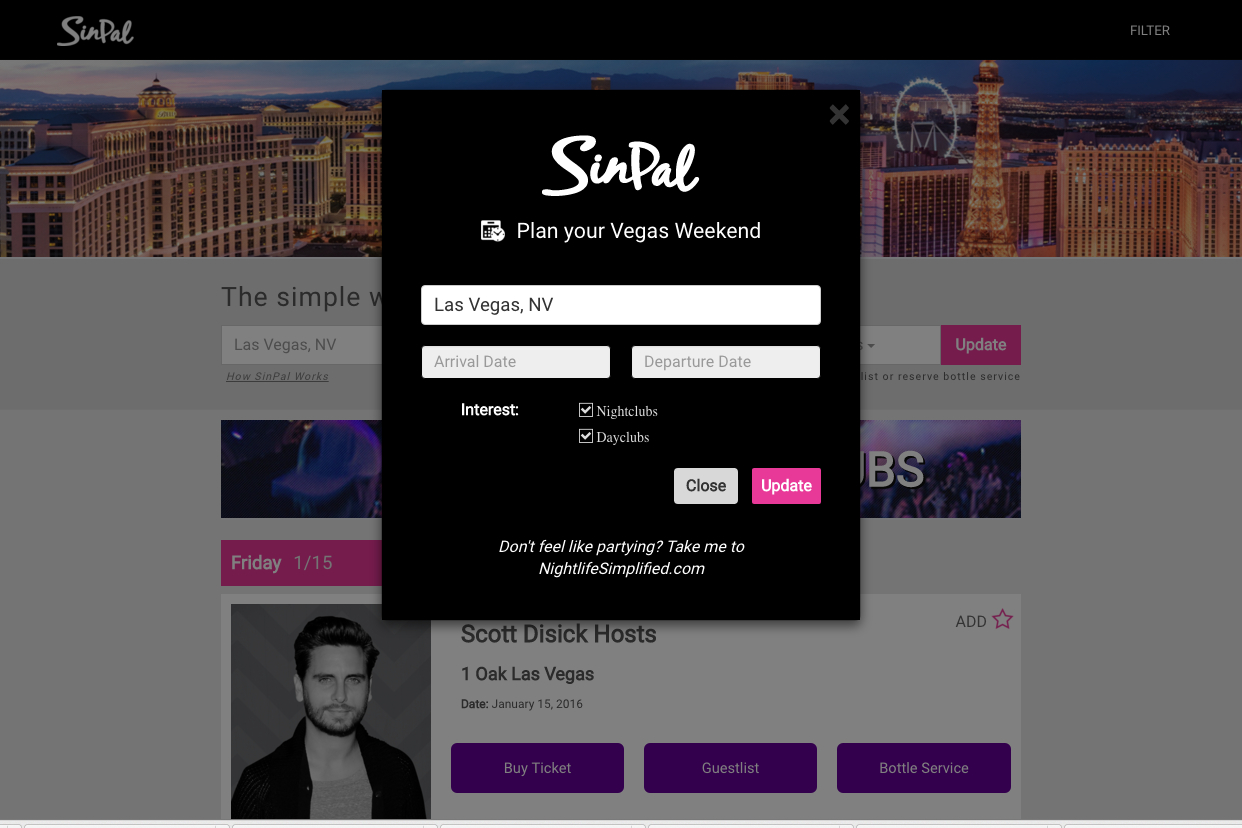 SinPal
FILTER
SinPal
Plan your Vegas Weekend
The simple w
Las Vegas, NV
Las Vegas, NV
Update
How SinPal Works
list or reserve bottle service
Arrival Date
Departure Date
Interest:
Nightclubs
Dayclubs
UBS
Close
Update
Don't feel like partying? Take me to
NightlifeSimplified.com
Friday 1/15
ADD
Scott Disick Hosts
1 Oak Las Vegas
Date: January 15, 2016
Buy Ticket
Guestlist
Bottle Service